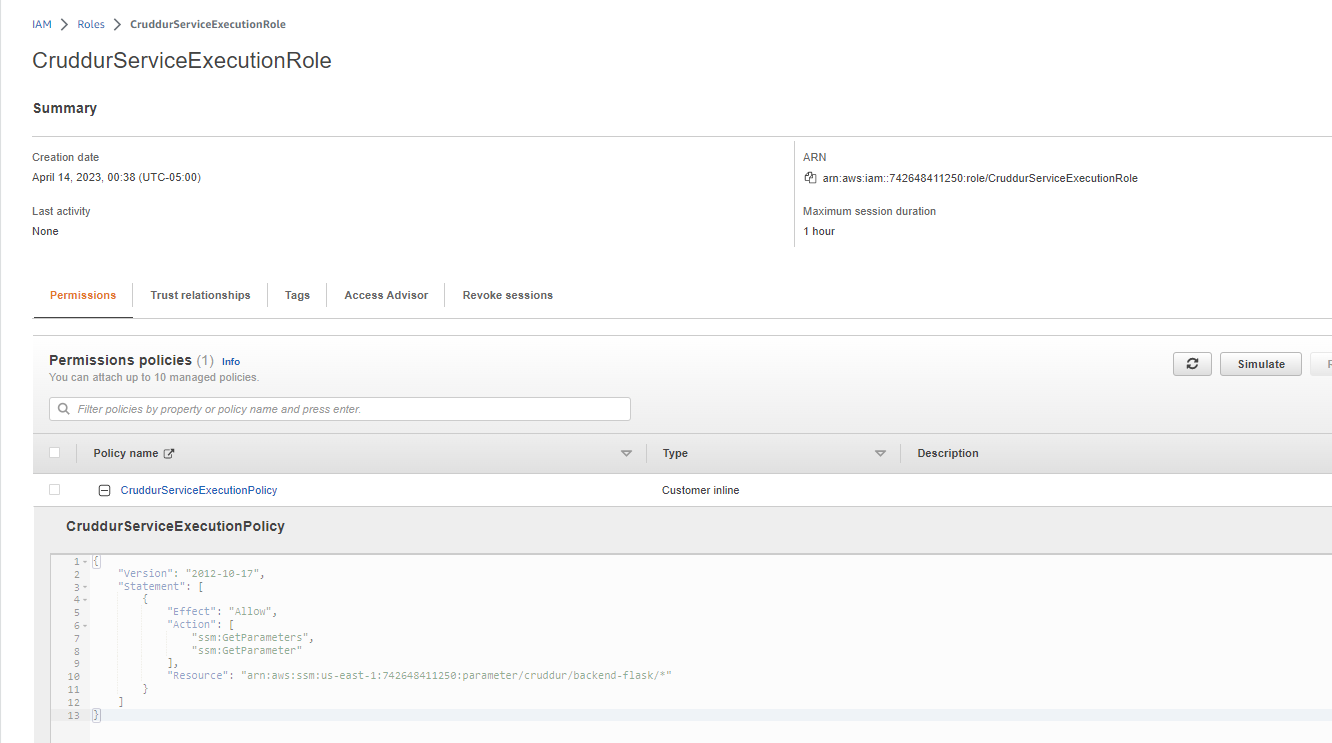 IAM > Roles > CruddurServiceExecutionRole
CruddurServiceExecutionRole
Summary
Creation date
April 14, 2023, 00:38 (UTC-05:00)
ARN
arn:aws:iam::742648411250:role/CruddurServiceExecutionRole
Last activity
None
Maximum session duration
1 hour
Permissions Trust relationships Tags Access Advisor Revoke sessions
Permissions policies (1) Info
You can attach up to 10 managed policies.
Simulate
Filter policies by property or policy name and press enter.
Policy name Type Description
CruddurServiceExecutionPolicy Customer inline
CruddurServiceExecutionPolicy
1 {
2 "Version": "2012-10-17",
3 "Statement": [
4 {
5 "Effect": "Allow",
6 "Action": [
7 "ssm:GetParameters",
8 "ssm:GetParameter"
9 ],
10 "Resource": "arn:aws:ssm:us-east-1:742648411250:parameter/cruddur/backend-flask/*"
11 }
12 ]
13 }